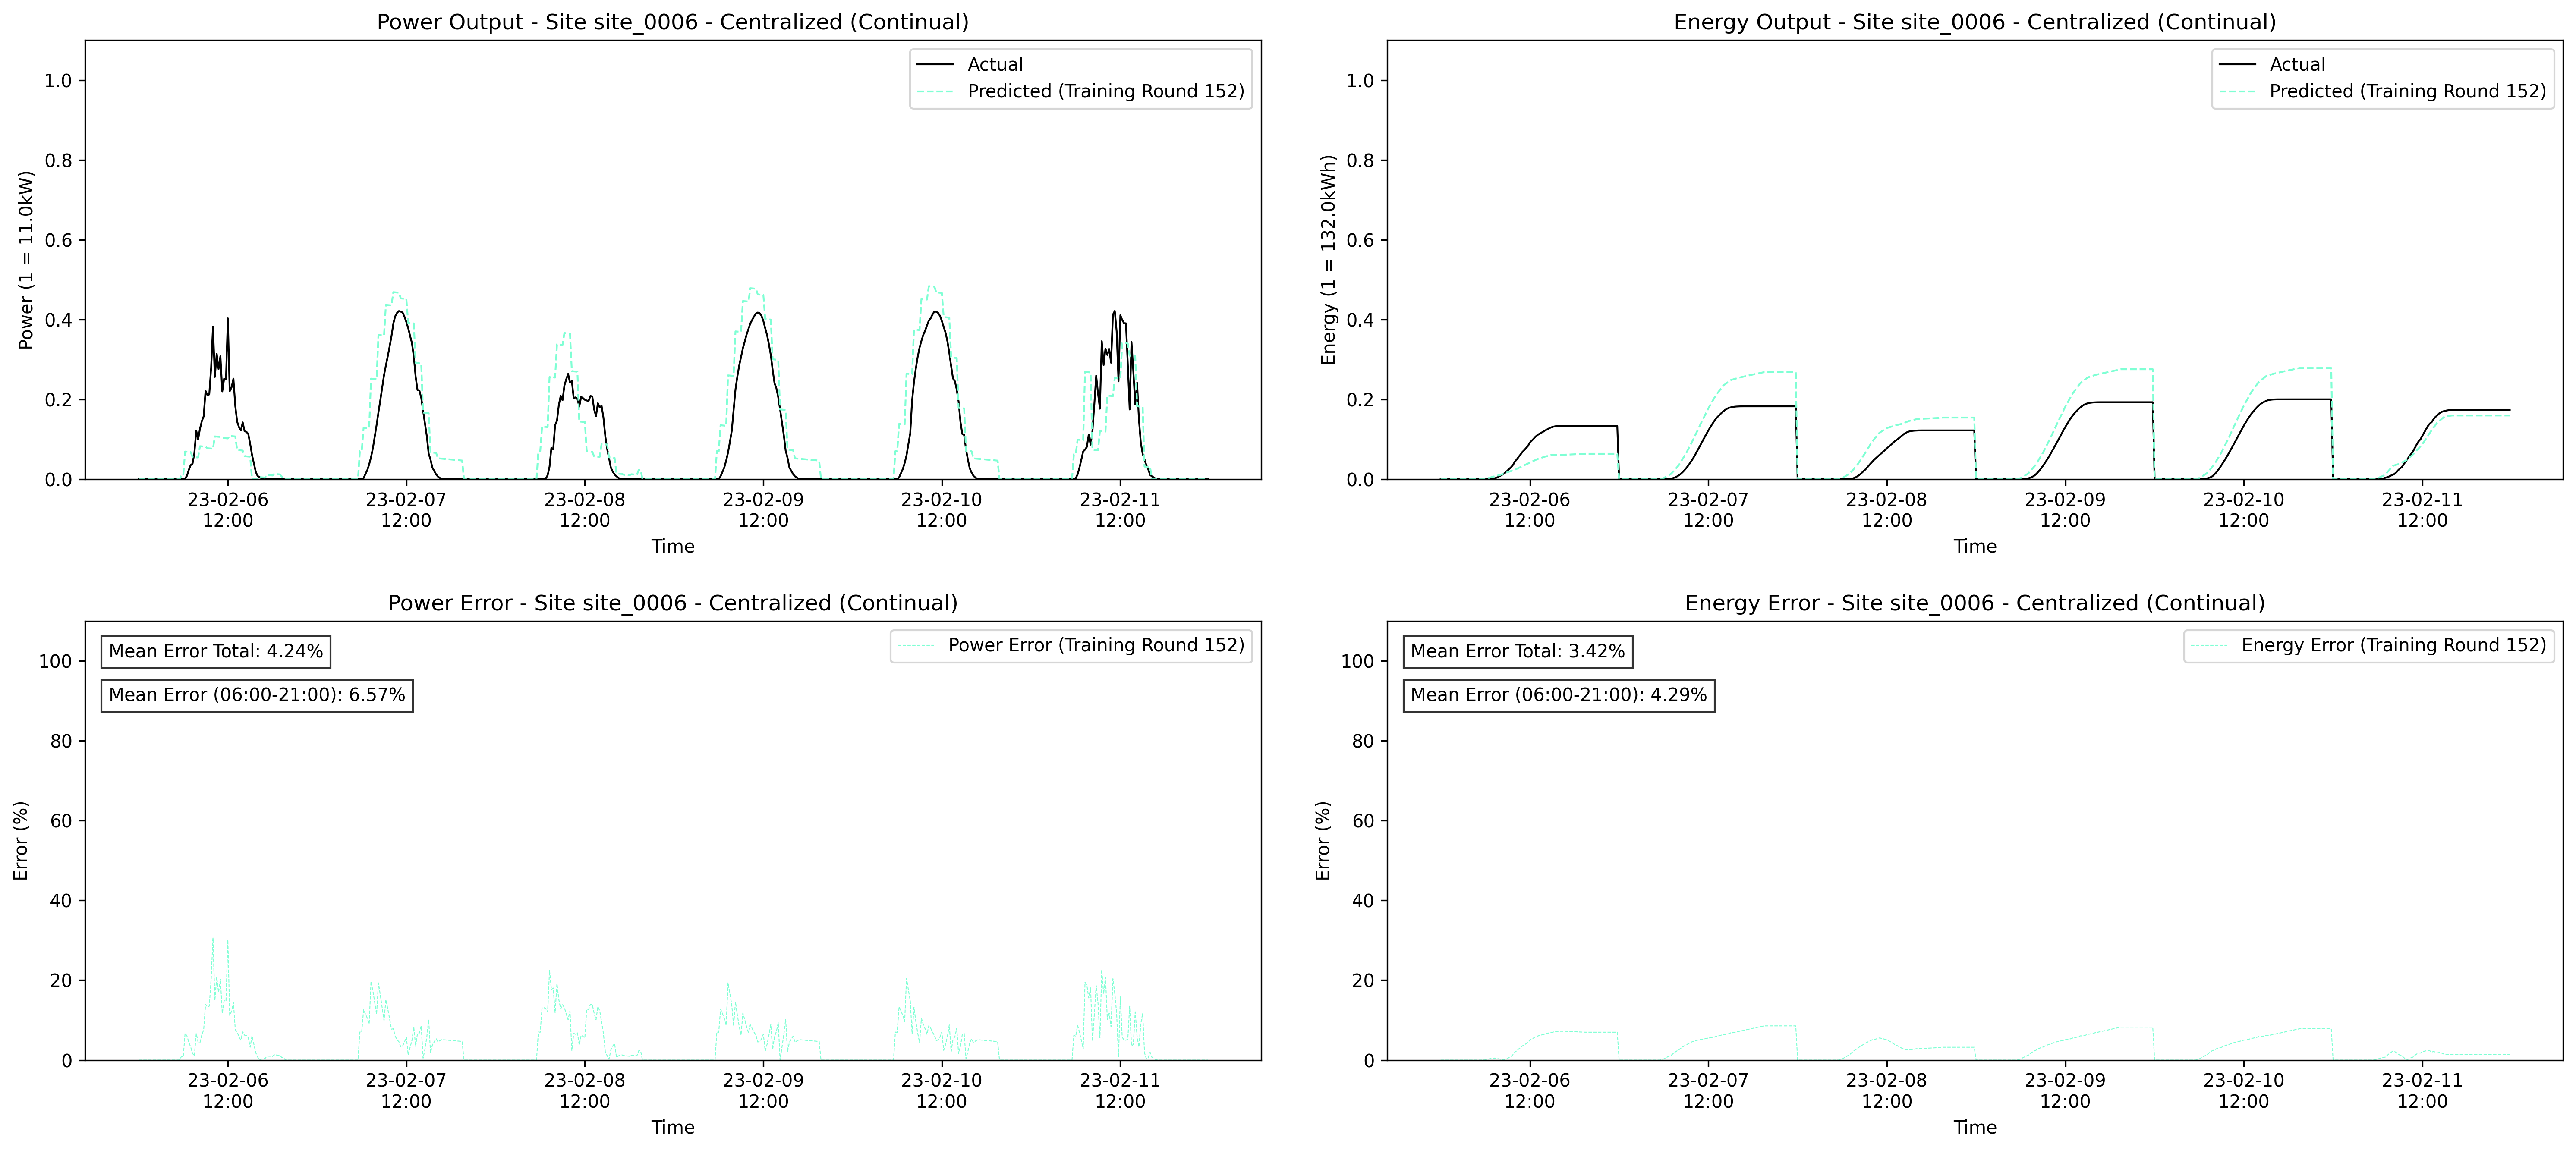 Power Output - Site site_0006 - Centralized (Continual)
Actual
Predicted (Training Round 152)
Power (1 = 11.0kW)
1.0
0.8
0.6
0.4
0.2
0.0
23-02-06 23-02-07 23-02-08 23-02-09 23-02-10 23-02-11
12:00 12:00 12:00 12:00 12:00 12:00
Time
Energy Output - Site site_0006 - Centralized (Continual)
Actual
Predicted (Training Round 152)
Energy (1 = 132.0kWh)
1.0
0.8
0.6
0.4
0.2
0.0
23-02-06 23-02-07 23-02-08 23-02-09 23-02-10 23-02-11
12:00 12:00 12:00 12:00 12:00 12:00
Time
Power Error - Site site_0006 - Centralized (Continual)
Mean Error Total: 4.24%
Mean Error (06:00-21:00): 6.57%
Power Error (Training Round 152)
Error (%)
100
80
60
40
20
0
23-02-06 23-02-07 23-02-08 23-02-09 23-02-10 23-02-11
12:00 12:00 12:00 12:00 12:00 12:00
Time
Energy Error - Site site_0006 - Centralized (Continual)
Mean Error Total: 3.42%
Mean Error (06:00-21:00): 4.29%
Energy Error (Training Round 152)
Error (%)
100
80
60
40
20
0
23-02-06 23-02-07 23-02-08 23-02-09 23-02-10 23-02-11
12:00 12:00 12:00 12:00 12:00 12:00
Time